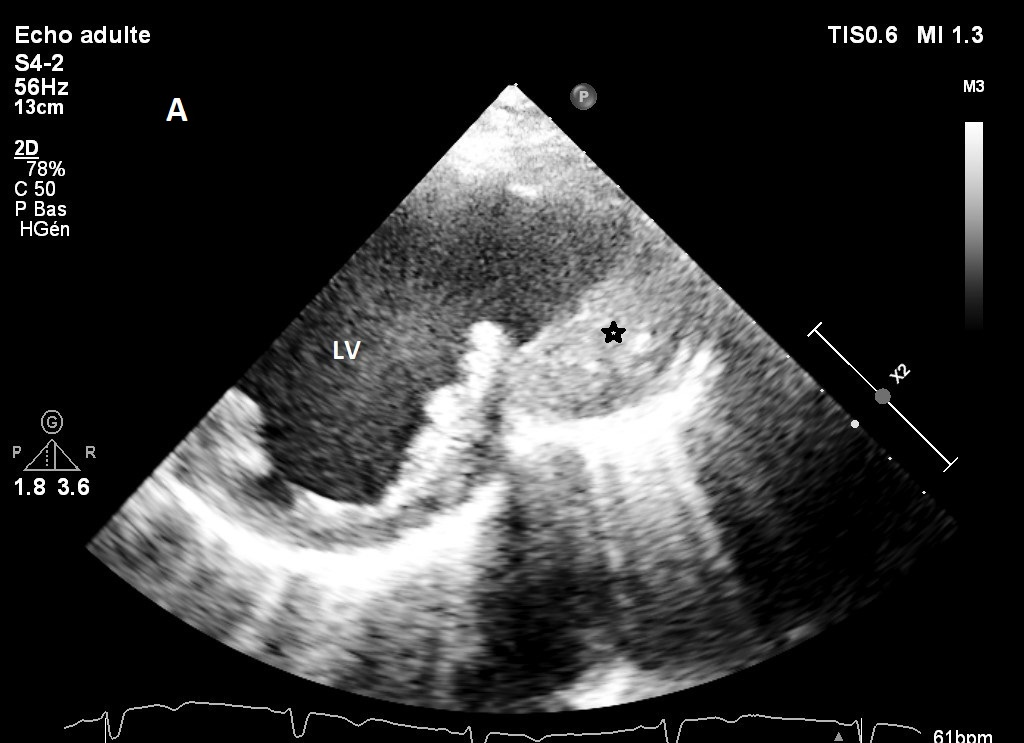 Echo adulte
TIS0.6 MI 1.3
S4-2
56Hz
13cm
M3
A
P
2D
78%
C 50
P Bas
HGén
LV
X2
G
P R
1.8 3.6
61bpm